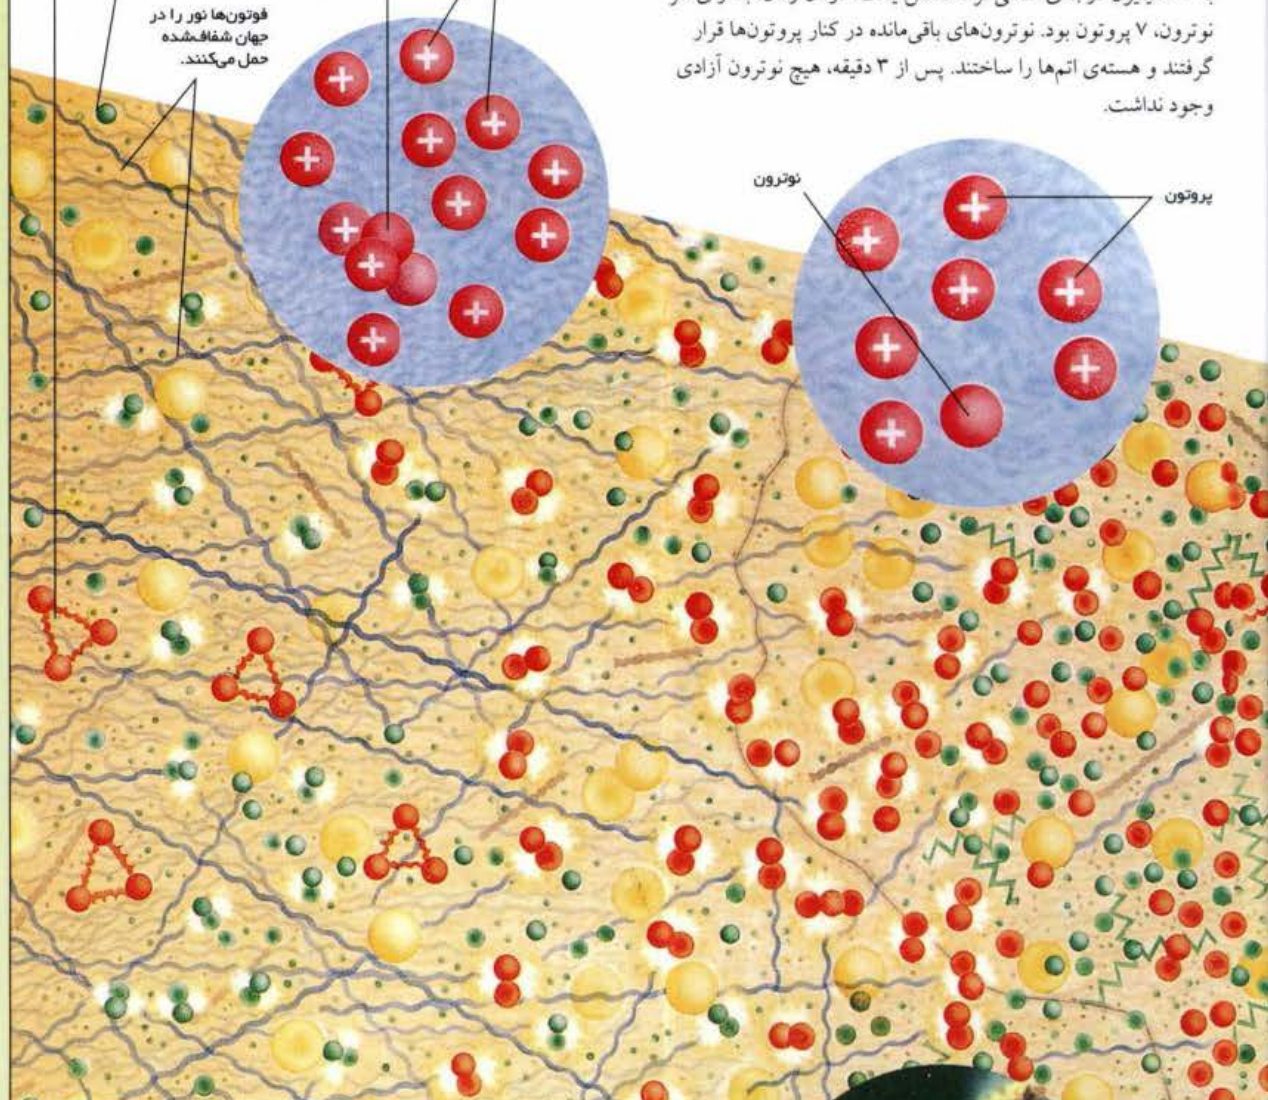 نوترون، ۷ پروتون بود. نوترون‌های باقی‌مانده در کنار پروتون‌ها قرار
گرفتند و هسته‌ی اتم‌ها را ساختند. پس از ۳ دقیقه، هیچ نوترون آزادی
وجود نداشت.
فوتون‌ها نور را در
جهان شفاف‌شده
حمل می‌کنند.
پروتون
نوترون